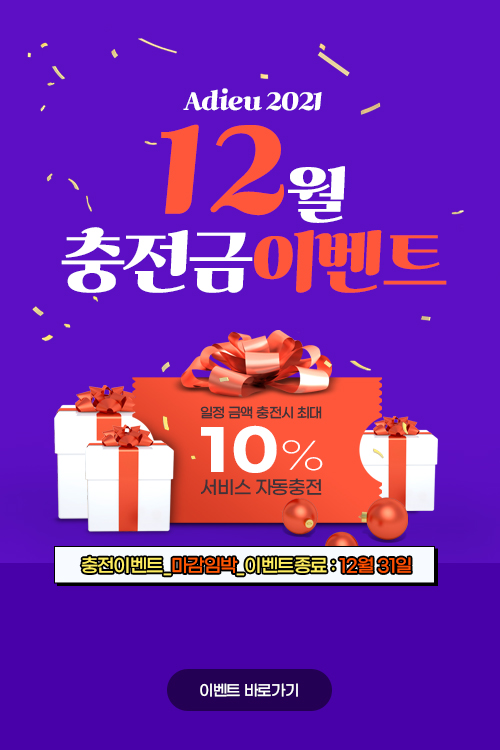 Adieu 2021
12월
충전금이벤트
일정 금액 충전시 최대
10%
서비스 자동충전
충전이벤트_마감임박_이벤트종료 : 12월 31일
이벤트 바로가기